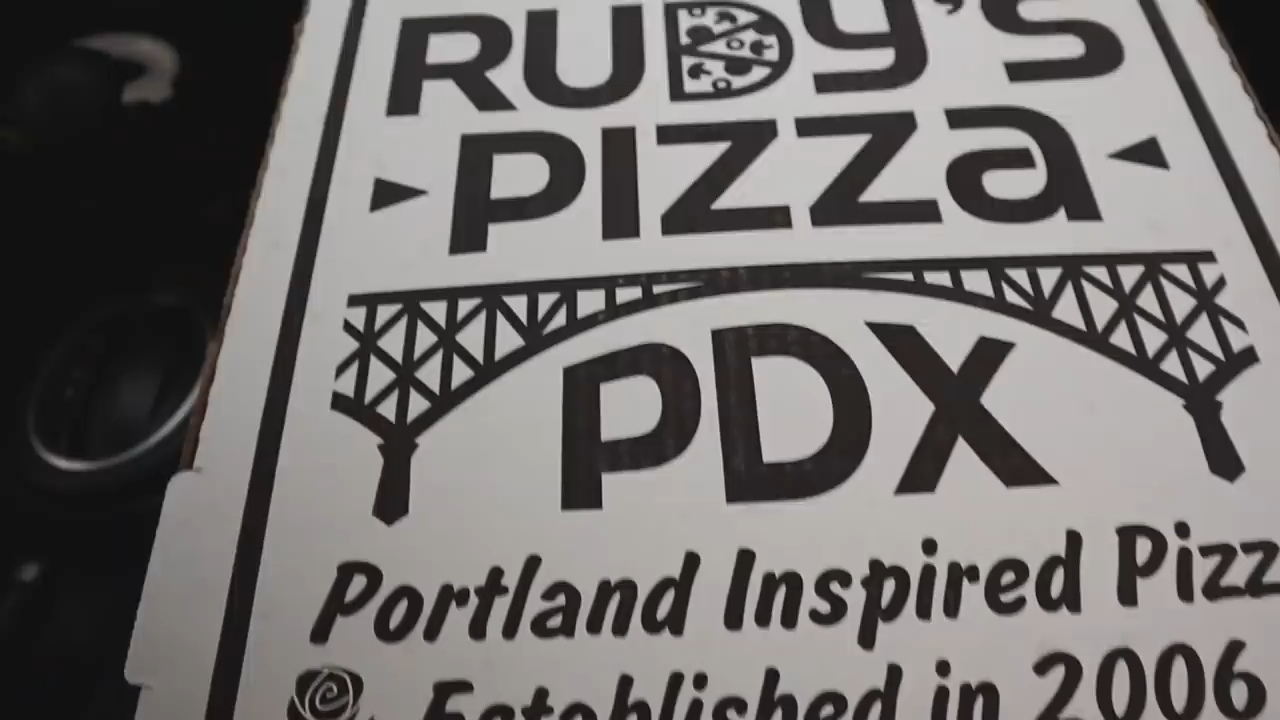 RUDY'S
PIZZa
PDX
Portland Inspired Pizz
Established in 2006